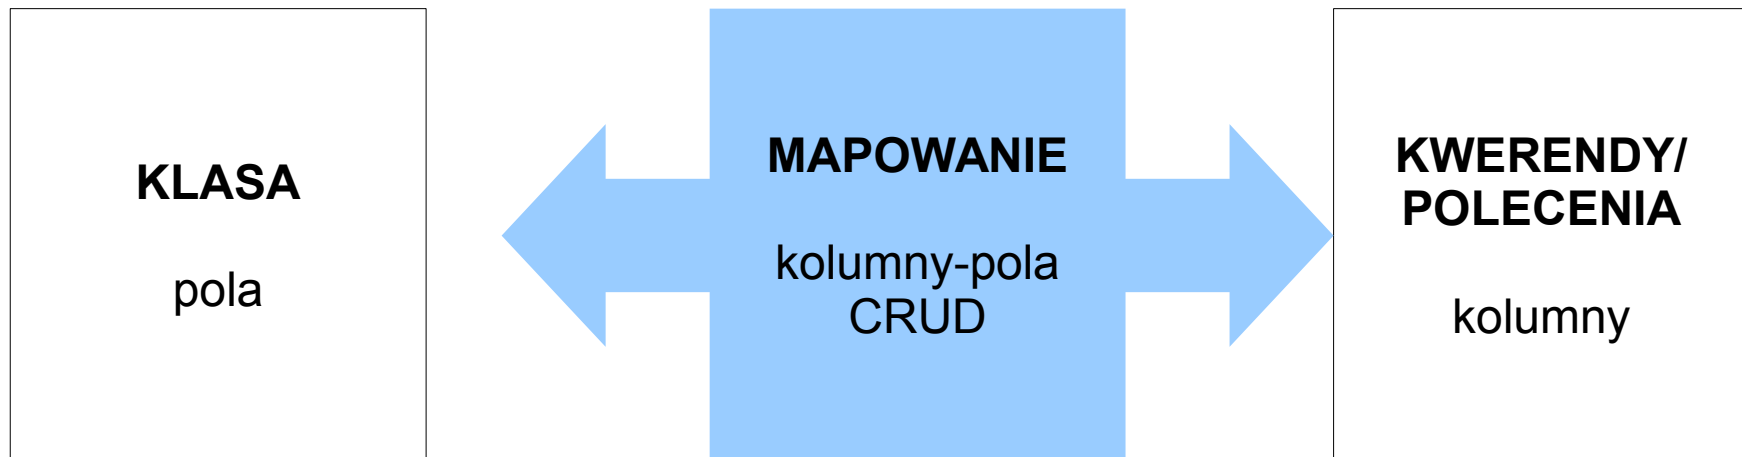 KLASA
pola
MAPOWANIE
kolumny-pola
CRUD
KWERENDY/
POLECENIA
kolumny